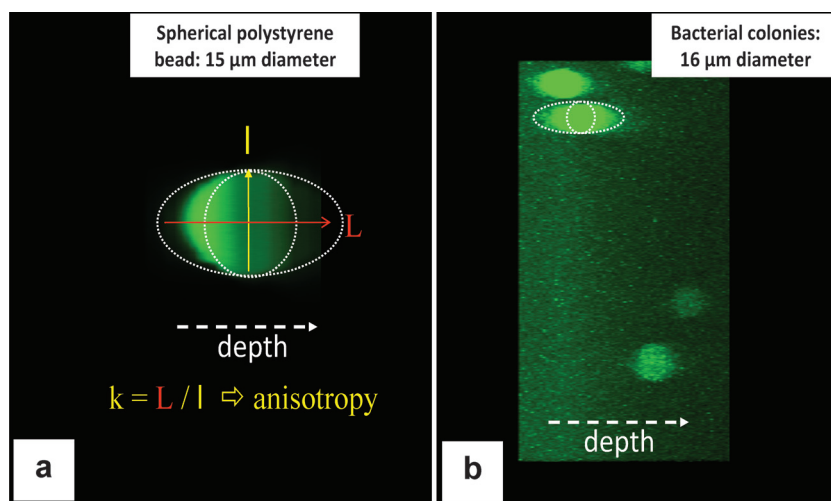 Spherical polystyrene
bead: 15 µm diameter
l
L
depth
k = L / l ⇨ anisotropy
a
Bacterial colonies:
16 µm diameter
depth
b